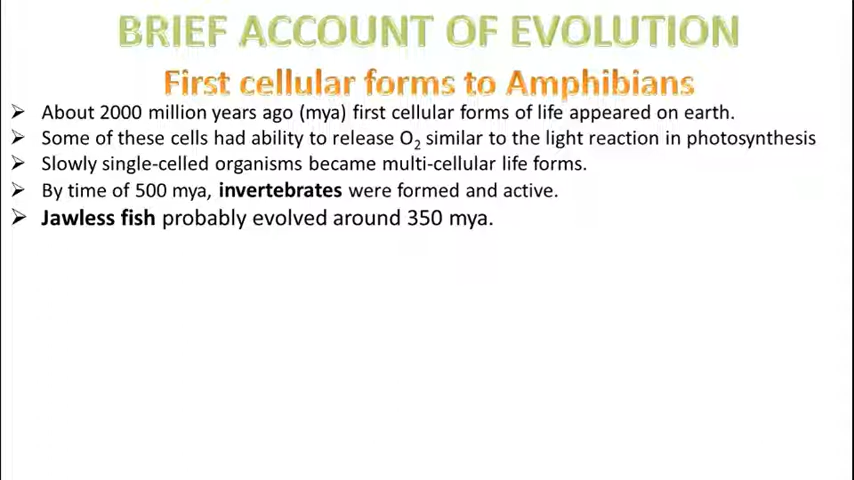 BRIEF ACCOUNT OF EVOLUTION
First cellular forms to Amphibians
➢ About 2000 million years ago (mya) first cellular forms of life appeared on earth.
➢ Some of these cells had ability to release O₂ similar to the light reaction in photosynthesis
➢ Slowly single-celled organisms became multi-cellular life forms.
➢ By time of 500 mya, invertebrates were formed and active.
➢ Jawless fish probably evolved around 350 mya.